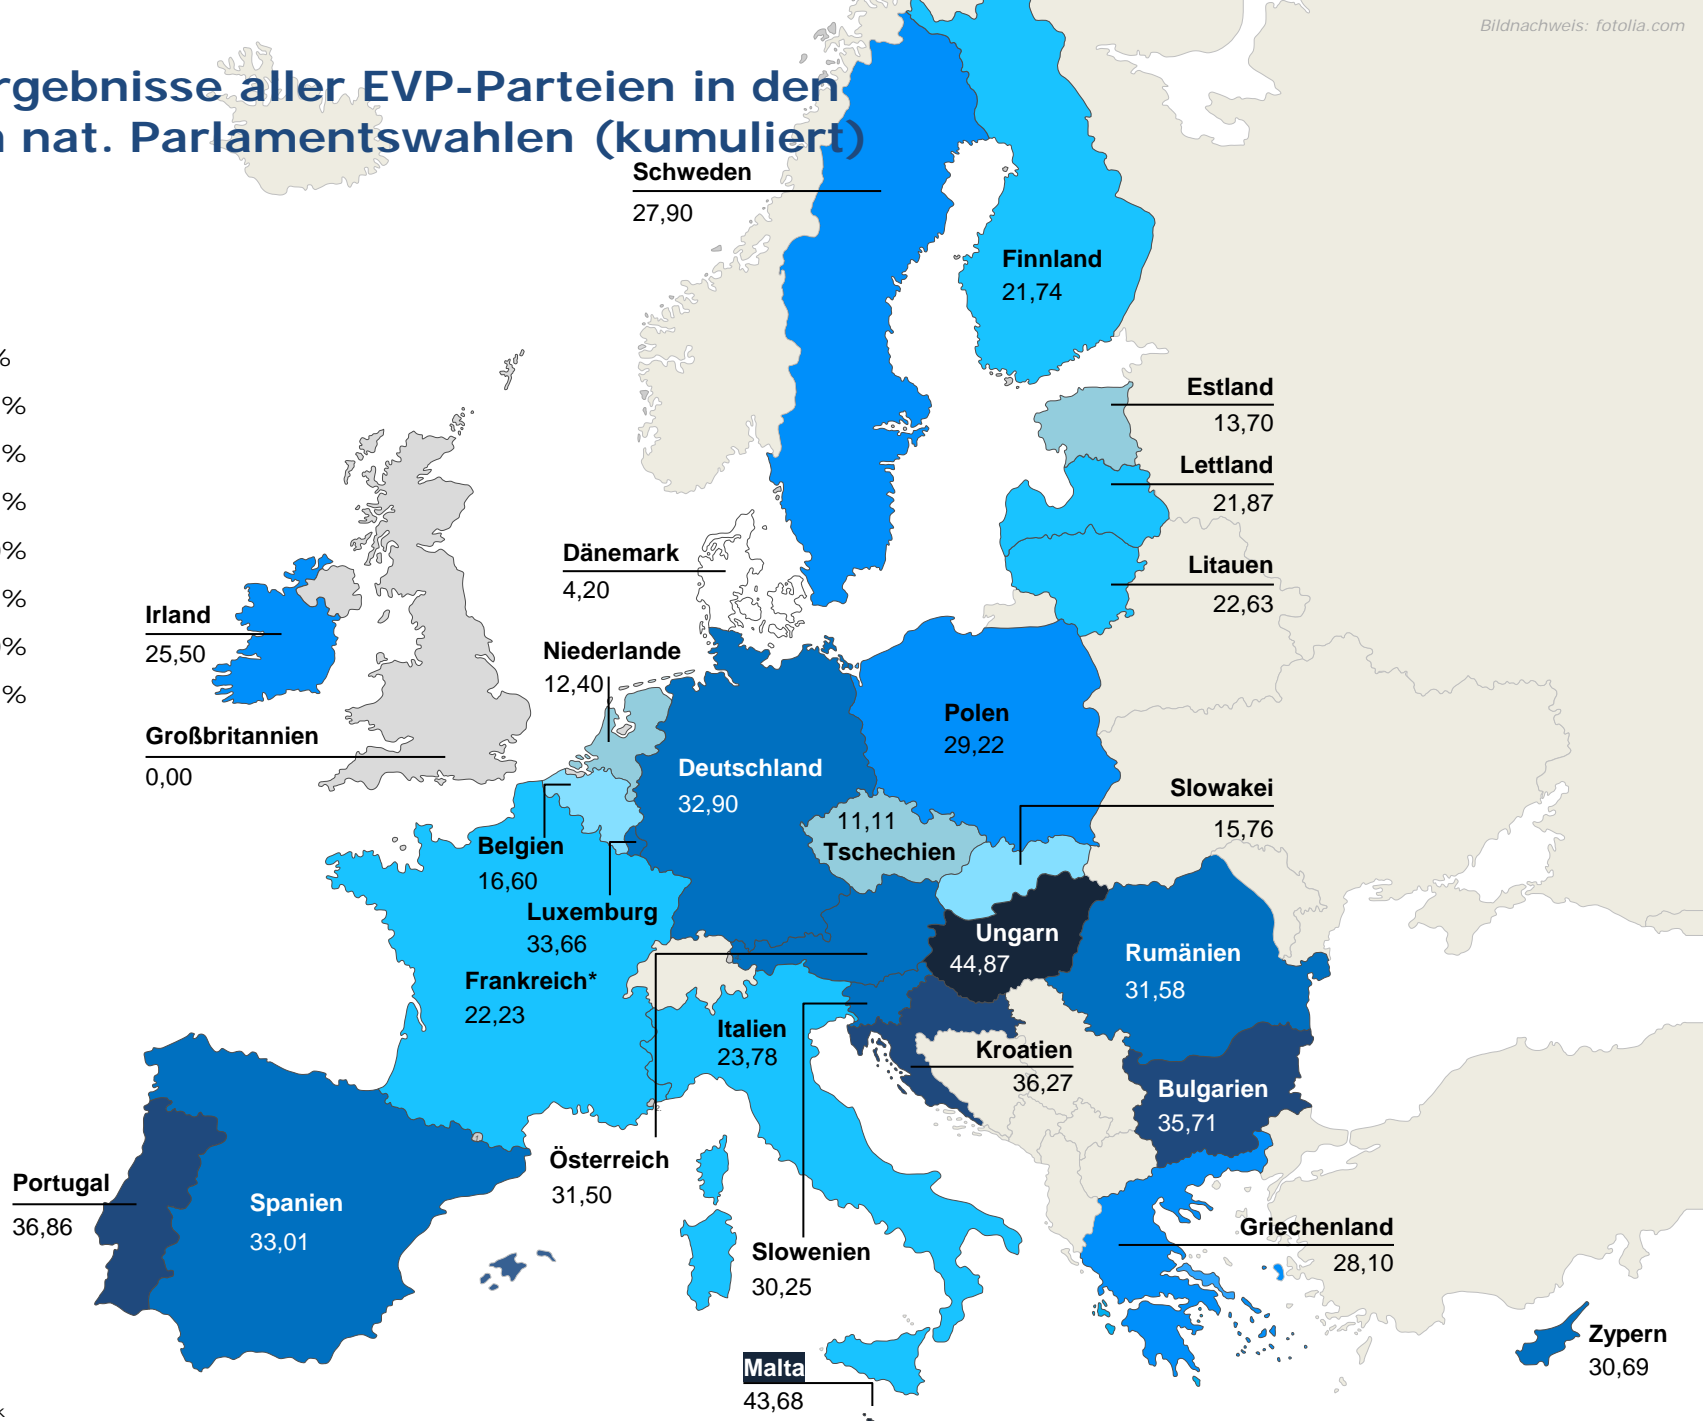 Bildnachweis: fotolia.com
rgebnisse aller EVP-Parteien in den
nat. Parlamentswahlen (kumuliert)
Schweden
27,90
Finnland
21,74
%
%
%
%
%
%
%
%
Estland
13,70
Lettland
21,87
Litauen
22,63
Dänemark
4,20
Irland
25,50
Niederlande
12,40
Großbritannien
0,00
Polen
29,22
Deutschland
32,90
Slowakei
15,76
11,11
Tschechien
Belgien
16,60
Luxemburg
33,66
Frankreich*
22,23
Ungarn
44,87
Rumänien
31,58
Italien
23,78
Kroatien
36,27
Bulgarien
35,71
Portugal
36,86
Spanien
33,01
Österreich
31,50
Slowenien
30,25
Griechenland
28,10
Malta
43,68
Zypern
30,69